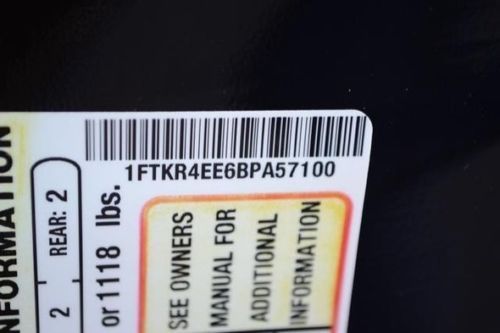 1FTKR4EE6BPA57100
NFORMATION
2 REAR: 2
or 1118 lbs.
SEE OWNERS
MANUAL FOR
ADDITIONAL
INFORMATION